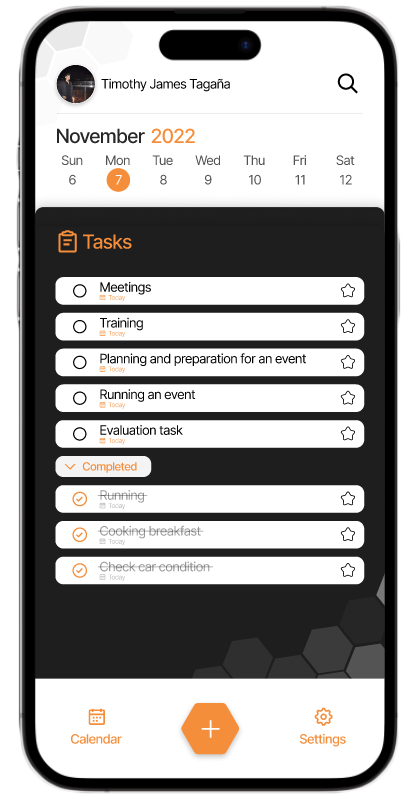 Timothy James Tagaña
November 2022
Sun Mon Tue Wed Thu Fri Sat
6 7 8 9 10 11 12
Tasks
Meetings
Today
Training
Today
Planning and preparation for an event
Today
Running an event
Today
Evaluation task
Today
Completed
Running
Today
Cooking breakfast
Today
Check car condition
Today
Calendar
Settings